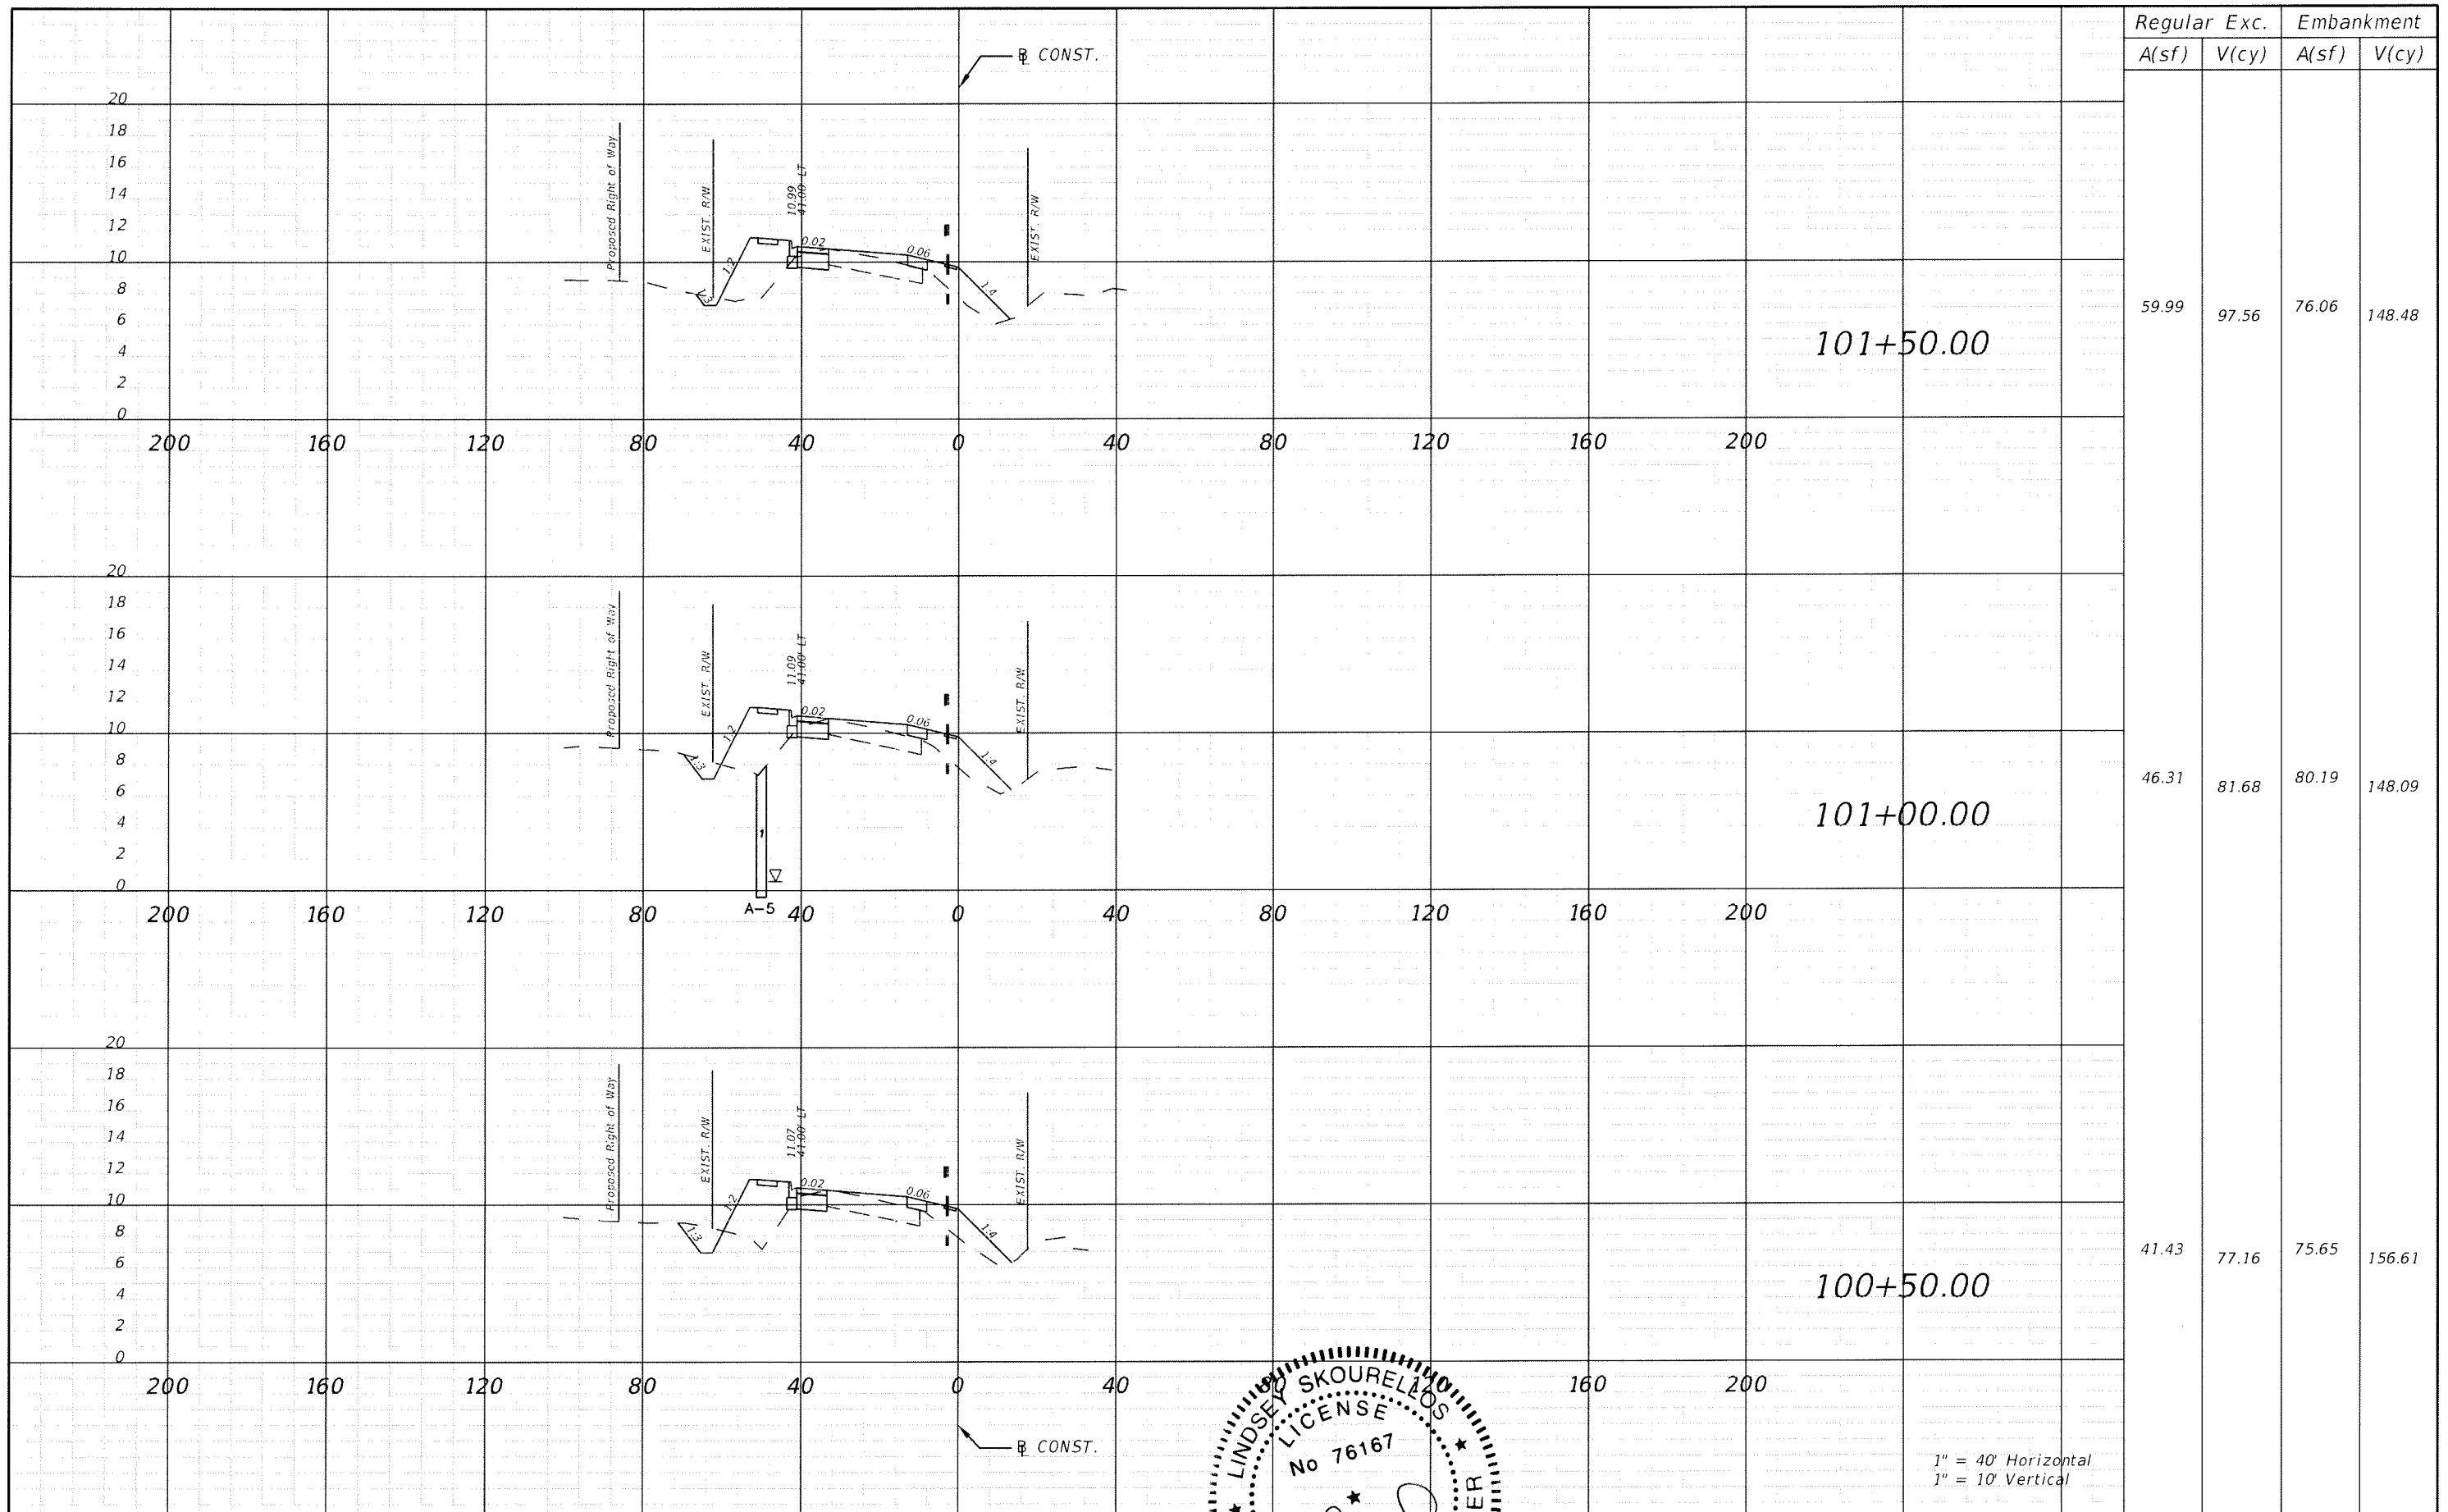 Regular Exc. Embankment
A(sf) V(cy) A(sf) V(cy)
℄ CONST.
20
18
16
14
12
10
8
6
4
2
0
Proposed Right of Way
EXIST. R/W
10.99
41.00' LT
EXIST. R/W
1:3
1:2
0.02
0.06
1:4
101+50.00
59.99 97.56 76.06 148.48
200 160 120 80 40 0 40 80 120 160 200
20
18
16
14
12
10
8
6
4
2
0
Proposed Right of Way
EXIST. R/W
11.09
41.00' LT
EXIST. R/W
1:3
1:2
0.02
0.06
1:4
1
A-5
101+00.00
46.31 81.68 80.19 148.09
200 160 120 80 40 0 40 80 120 160 200
20
18
16
14
12
10
8
6
4
2
0
Proposed Right of Way
EXIST. R/W
11.07
41.00' LT
EXIST. R/W
1:3
1:2
0.02
0.06
1:4
100+50.00
41.43 77.16 75.65 156.61
200 160 120 80 40 0 40 80 120 160 200
℄ CONST.
LINDSEY SKOURELLOS
LICENSE
No 76167
1" = 40' Horizontal
1" = 10' Vertical